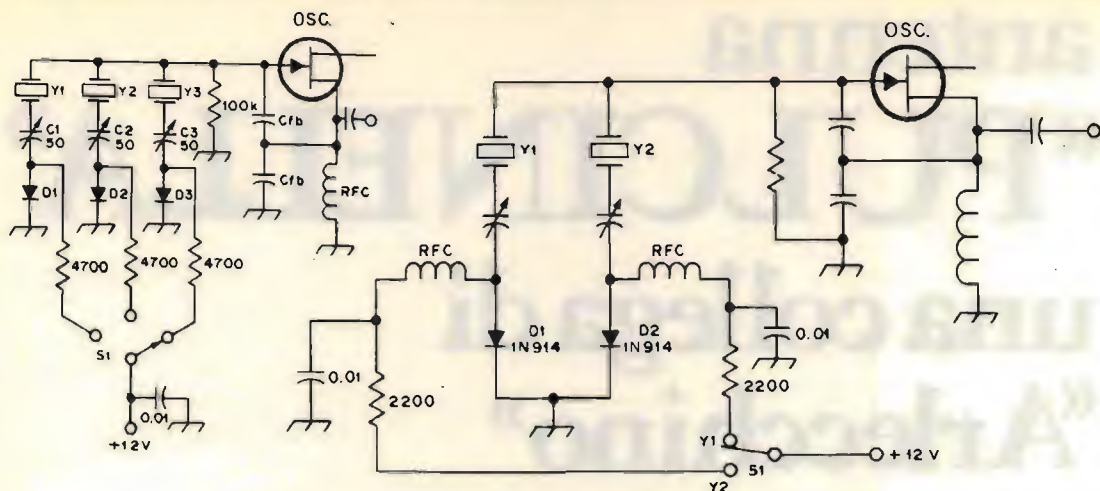 OSC.
Y1
Y2
Y3
100k
Cfb
C1
50
C2
50
C3
50
D1
D2
D3
Cfb
RFC
4700
4700
4700
S1
0.01
+12V
OSC.
Y1
Y2
RFC
RFC
D1
1N914
D2
1N914
0.01
0.01
2200
2200
Y1
S1
+12V
Y2